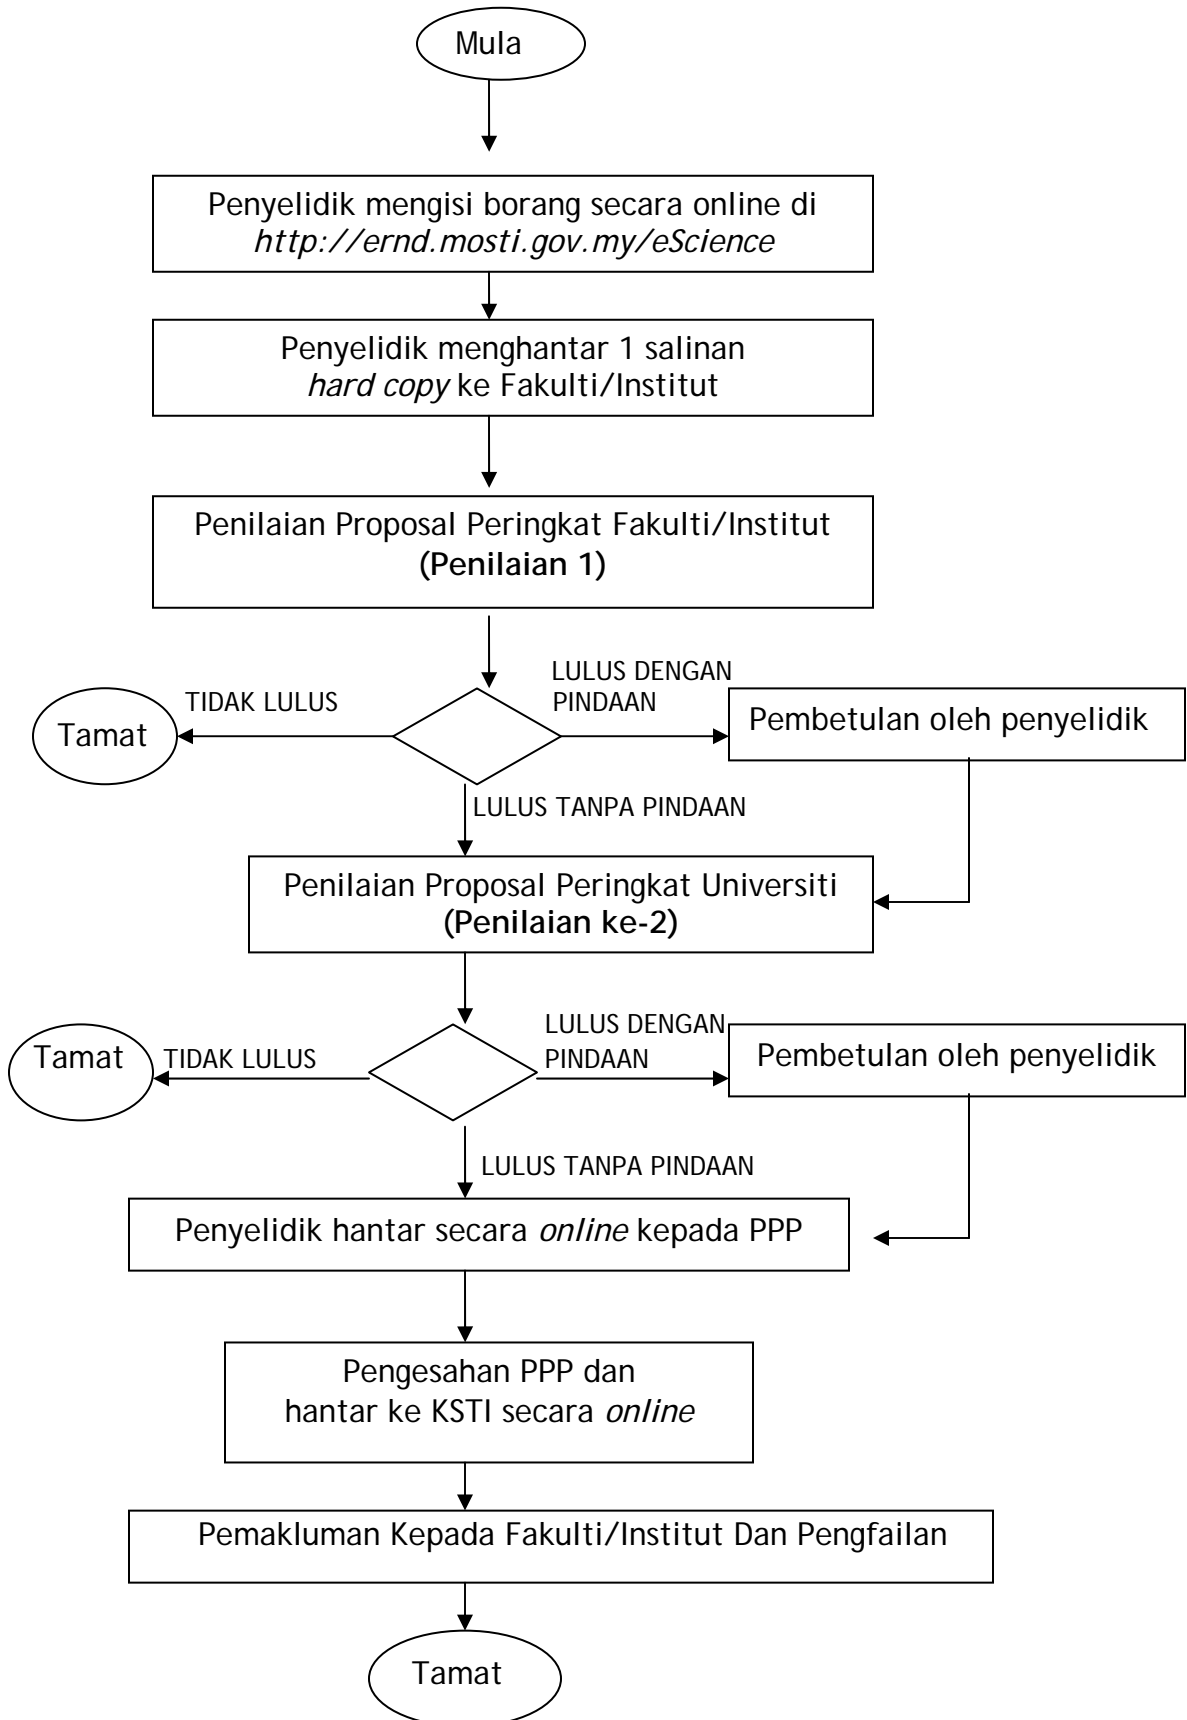 Mula
Penyelidik mengisi borang secara online di
http://ernd.mosti.gov.my/eScience
Penyelidik menghantar 1 salinan
hard copy ke Fakulti/Institut
Penilaian Proposal Peringkat Fakulti/Institut
(Penilaian 1)
TIDAK LULUS
LULUS DENGAN
PINDAAN
Tamat
Pembetulan oleh penyelidik
LULUS TANPA PINDAAN
Penilaian Proposal Peringkat Universiti
(Penilaian ke-2)
Tamat
TIDAK LULUS
LULUS DENGAN
PINDAAN
Pembetulan oleh penyelidik
LULUS TANPA PINDAAN
Penyelidik hantar secara online kepada PPP
Pengesahan PPP dan
hantar ke KSTI secara online
Pemakluman Kepada Fakulti/Institut Dan Pengfailan
Tamat